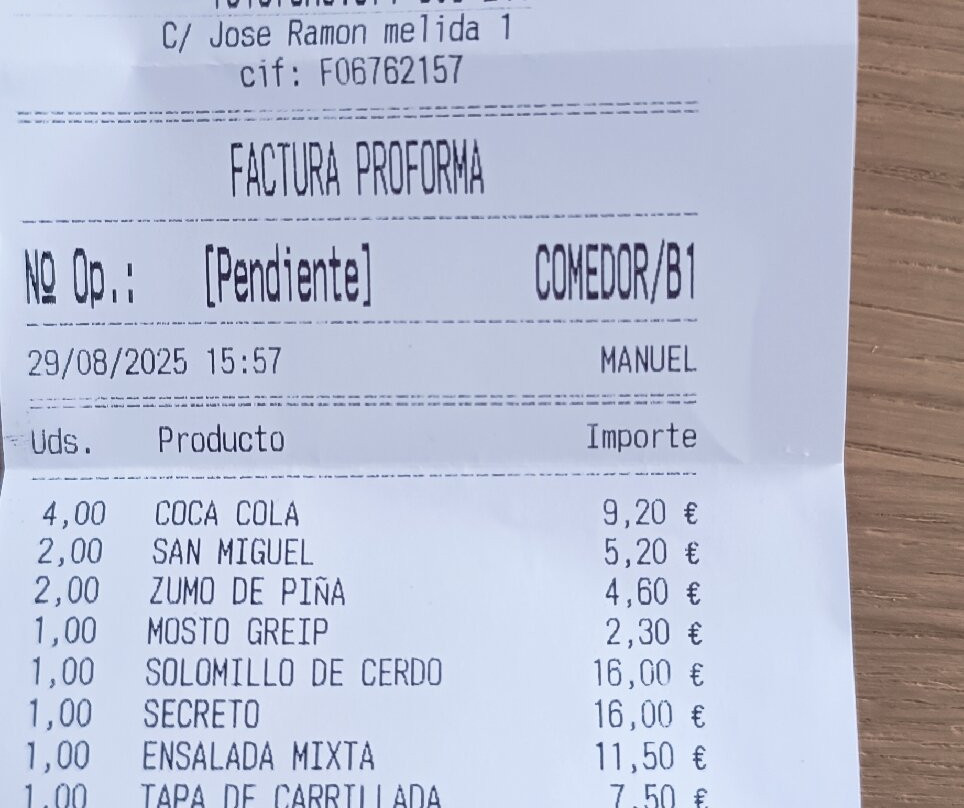 C/ Jose Ramon melida 1
cif: F06762157
FACTURA PROFORMA
Nº Op.: [Pendiente] COMEDOR/B1
29/08/2025 15:57 MANUEL
Uds. Producto Importe
4,00 COCA COLA 9,20 €
2,00 SAN MIGUEL 5,20 €
2,00 ZUMO DE PIÑA 4,60 €
1,00 MOSTO GREIP 2,30 €
1,00 SOLOMILLO DE CERDO 16,00 €
1,00 SECRETO 16,00 €
1,00 ENSALADA MIXTA 11,50 €
1,00 TAPA DE CARRILLADA 7,50 €